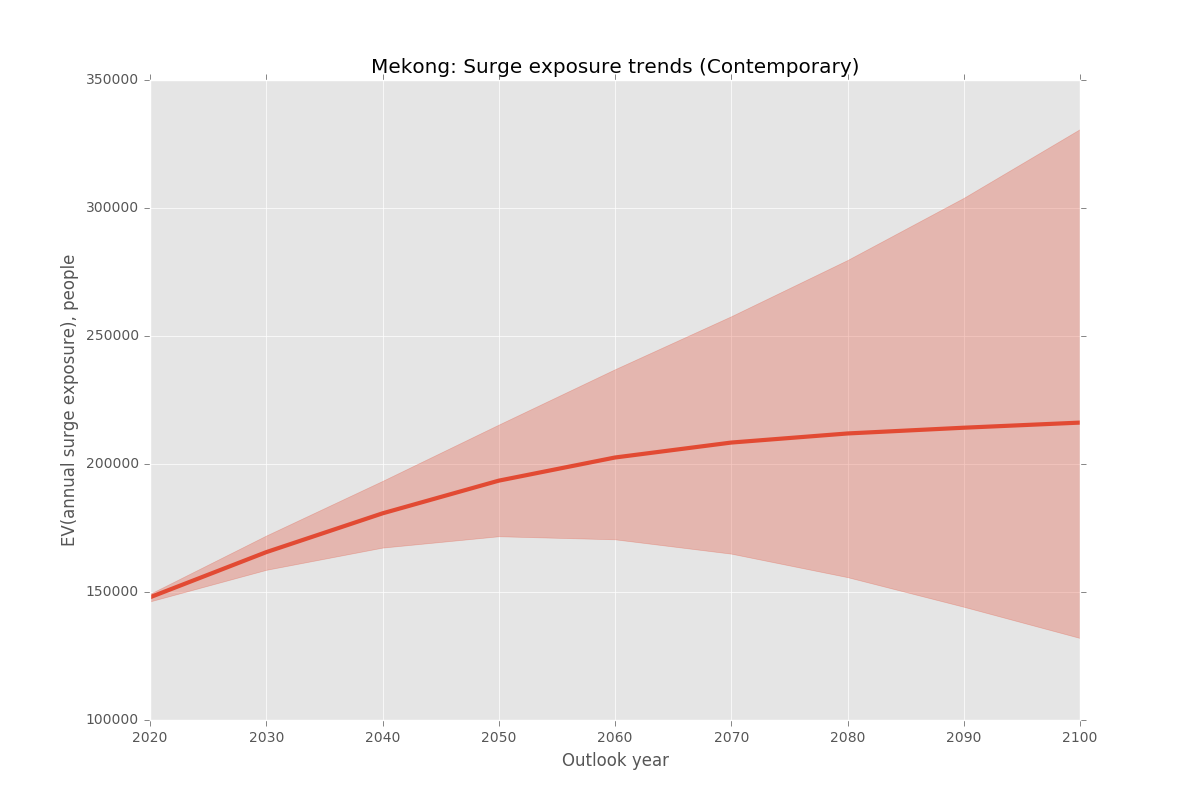 Mekong: Surge exposure trends (Contemporary)
350000
300000
250000
200000
150000
100000
EV(annual surge exposure), people
2020 2030 2040 2050 2060 2070 2080 2090 2100
Outlook year